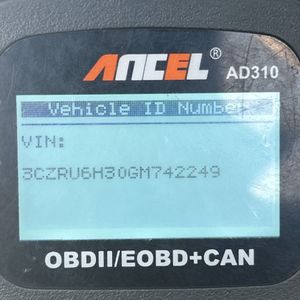 ANCEL®
AD310
Vehicle ID Number
VIN:
3CZRU6H30GM742249
OBDII/EOBD+CAN